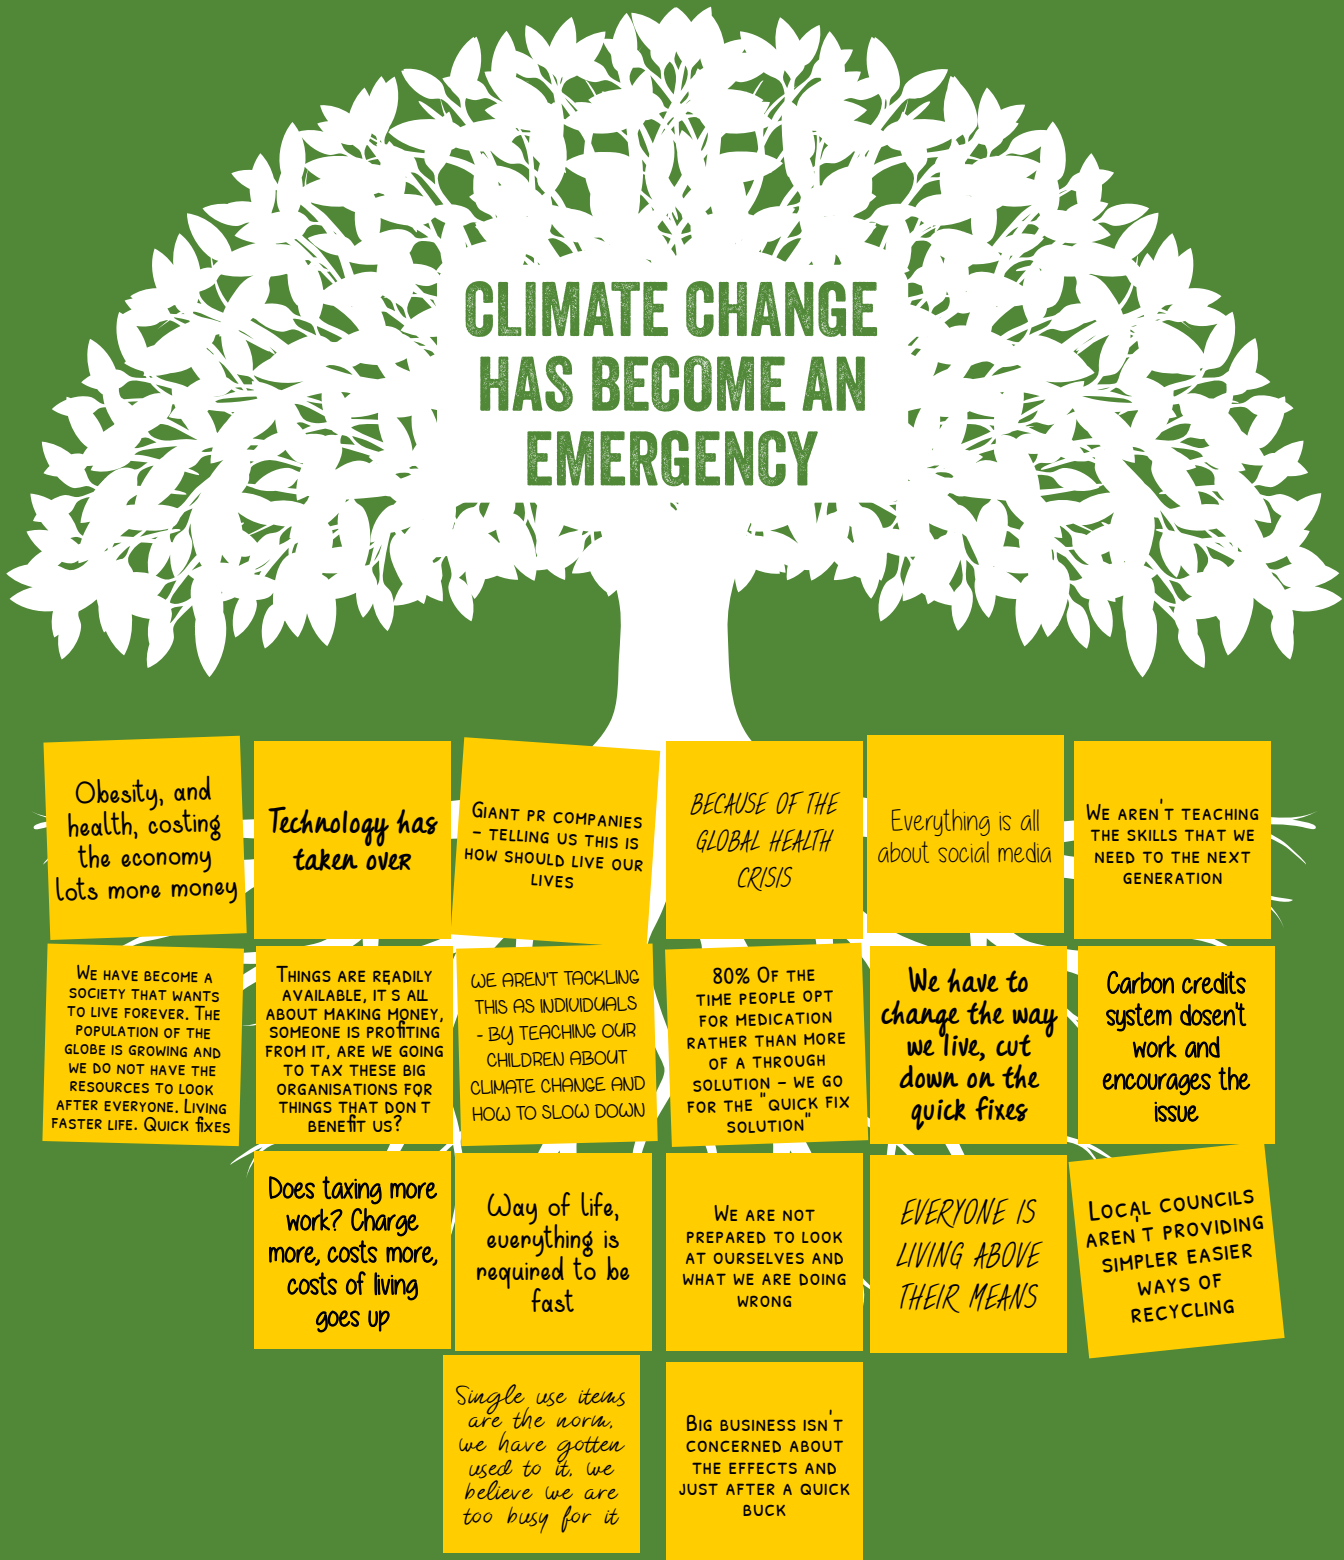 CLIMATE CHANGE
HAS BECOME AN
EMERGENCY
Obesity, and
health, costing
the economy
lots more money
Technology has
taken over
GIANT PR COMPANIES
– TELLING US THIS IS
HOW SHOULD LIVE OUR
LIVES
BECAUSE OF THE
GLOBAL HEALTH
CRISIS
Everything is all
about social media
WE AREN'T TEACHING
THE SKILLS THAT WE
NEED TO THE NEXT
GENERATION
WE HAVE BECOME A
SOCIETY THAT WANTS
TO LIVE FOREVER. THE
POPULATION OF THE
GLOBE IS GROWING AND
WE DO NOT HAVE THE
RESOURCES TO LOOK
AFTER EVERYONE. LIVING
FASTER LIFE. QUICK fiXES
THINGS ARE READILY
AVAILABLE, IT S ALL
ABOUT MAKING MONEY,
SOMEONE IS PROfiTING
FROM IT, ARE WE GOING
TO TAX THESE BIG
ORGANISATIONS FOR
THINGS THAT DON T
BENEfiT US?
WE AREN'T TACKLING
THIS AS INDIVIDUALS
- BY TEACHING OUR
CHILDREN ABOUT
CLIMATE CHANGE AND
HOW TO SLOW DOWN
80% OF THE
TIME PEOPLE OPT
FOR MEDICATION
RATHER THAN MORE
OF A THROUGH
SOLUTION – WE GO
FOR THE "QUICK FIX
SOLUTION"
We have to
change the way
we live, cut
down on the
quick fixes
Carbon credits
system dosen't
work and
encourages the
issue
Does taxing more
work? Charge
more, costs more,
costs of living
goes up
Way of life,
everything is
required to be
fast
WE ARE NOT
PREPARED TO LOOK
AT OURSELVES AND
WHAT WE ARE DOING
WRONG
EVERYONE IS
LIVING ABOVE
THEIR MEANS
LOCAL COUNCILS
AREN'T PROVIDING
SIMPLER EASIER
WAYS OF
RECYCLING
Single use items
are the norm,
we have gotten
used to it, we
believe we are
too busy for it
BIG BUSINESS ISN'T
CONCERNED ABOUT
THE EFFECTS AND
JUST AFTER A QUICK
BUCK